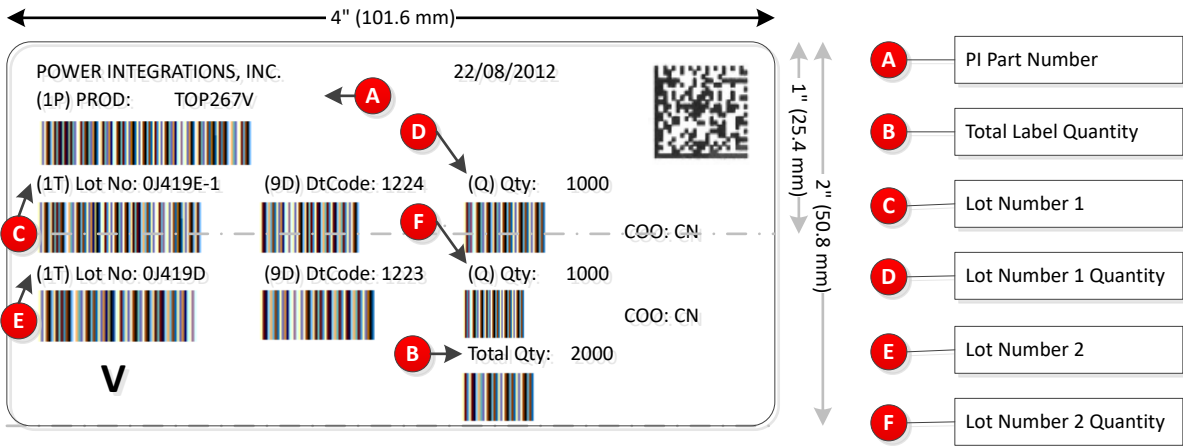 4" (101.6 mm)
POWER INTEGRATIONS, INC. 22/08/2012
(1P) PROD: TOP267V
A
D
(1T) Lot No: 0J419E-1 (9D) DtCode: 1224 (Q) Qty: 1000
C
F
COO: CN
(1T) Lot No: 0J419D (9D) DtCode: 1223 (Q) Qty: 1000
E
COO: CN
B Total Qty: 2000
V
1" (25.4 mm)
2" (50.8 mm)
A PI Part Number
B Total Label Quantity
C Lot Number 1
D Lot Number 1 Quantity
E Lot Number 2
F Lot Number 2 Quantity